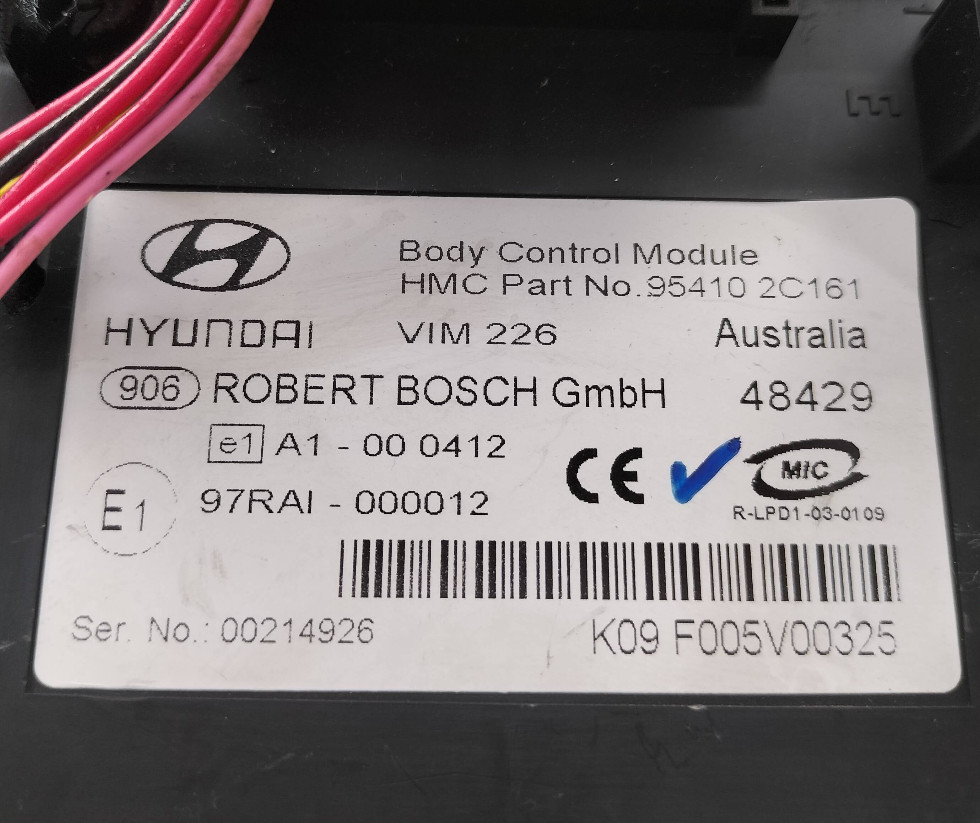 Body Control Module
HMC Part No.95410 2C161
HYUNDAI VIM 226 Australia
906 ROBERT BOSCH GmbH 48429
e1 A1 - 00 0412
CE MIC
E1 97RAI - 000012
R-LPD1-03-0109
Ser. No.: 00214926 K09 F005V00325